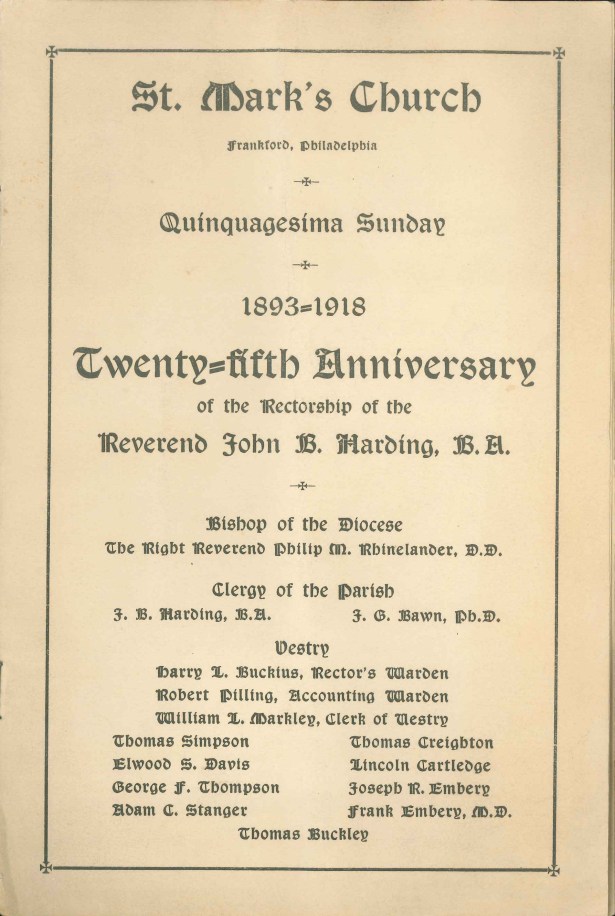 St. Mark's Church
Frankford, Philadelphia
Quinquagesima Sunday
1893=1918
Twenty=fifth Anniversary
of the Rectorship of the
Reverend John B. Harding, B.A.
Bishop of the Diocese
The Right Reverend Philip M. Rhinelander, D.D.
Clergy of the Parish
J. B. Harding, B.A. J. G. Bawn, Ph.D.
Vestry
Harry L. Buckius, Rector's Warden
Robert Pilling, Accounting Warden
William L. Markley, Clerk of Vestry
Thomas Simpson Thomas Creighton
Elwood S. Davis Lincoln Cartledge
George F. Thompson Joseph R. Embery
Adam C. Stanger Frank Embery, M.D.
Thomas Buckley